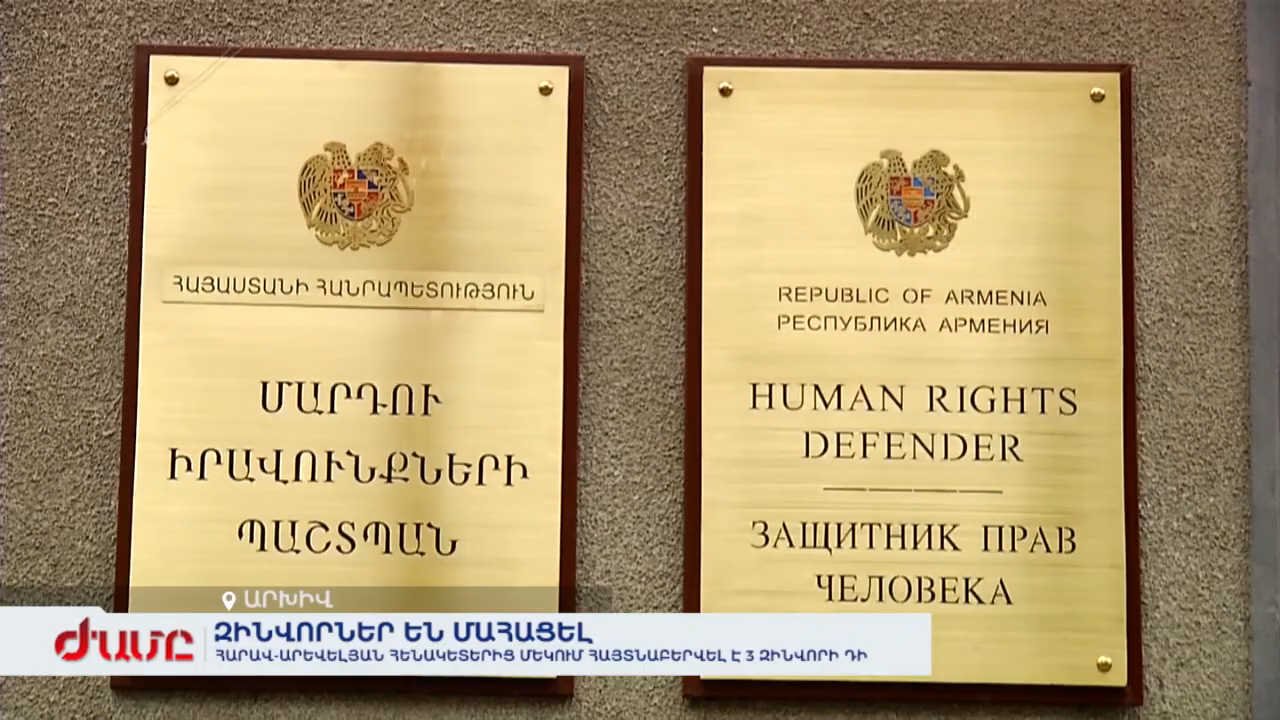 ՀԱՅԱՍՏԱՆԻ ՀԱՆՐԱՊԵՏՈՒԹՅՈՒՆ
ՄԱՐԴՈՒ
ԻՐԱՎՈՒՆՔՆԵՐԻ
ՊԱՇՏՊԱՆ
REPUBLIC OF ARMENIA
РЕСПУБЛИКА АРМЕНИЯ
HUMAN RIGHTS
DEFENDER
ЗАЩИТНИК ПРАВ
ЧЕЛОВЕКА
ԱՐԽԻՎ
ԺԱՄԸ
ԶԻՆՎՈՐՆԵՐ ԵՆ ՄԱՀԱՑԵԼ
ՀԱՐԱՎ-ԱՐԵՎԵԼՅԱՆ ՀԵՆԱԿԵՏԵՐԻՑ ՄԵԿՈՒՄ ՀԱՅՏՆԱԲԵՐՎԵԼ Է 3 ԶԻՆՎՈՐԻ ԴԻ